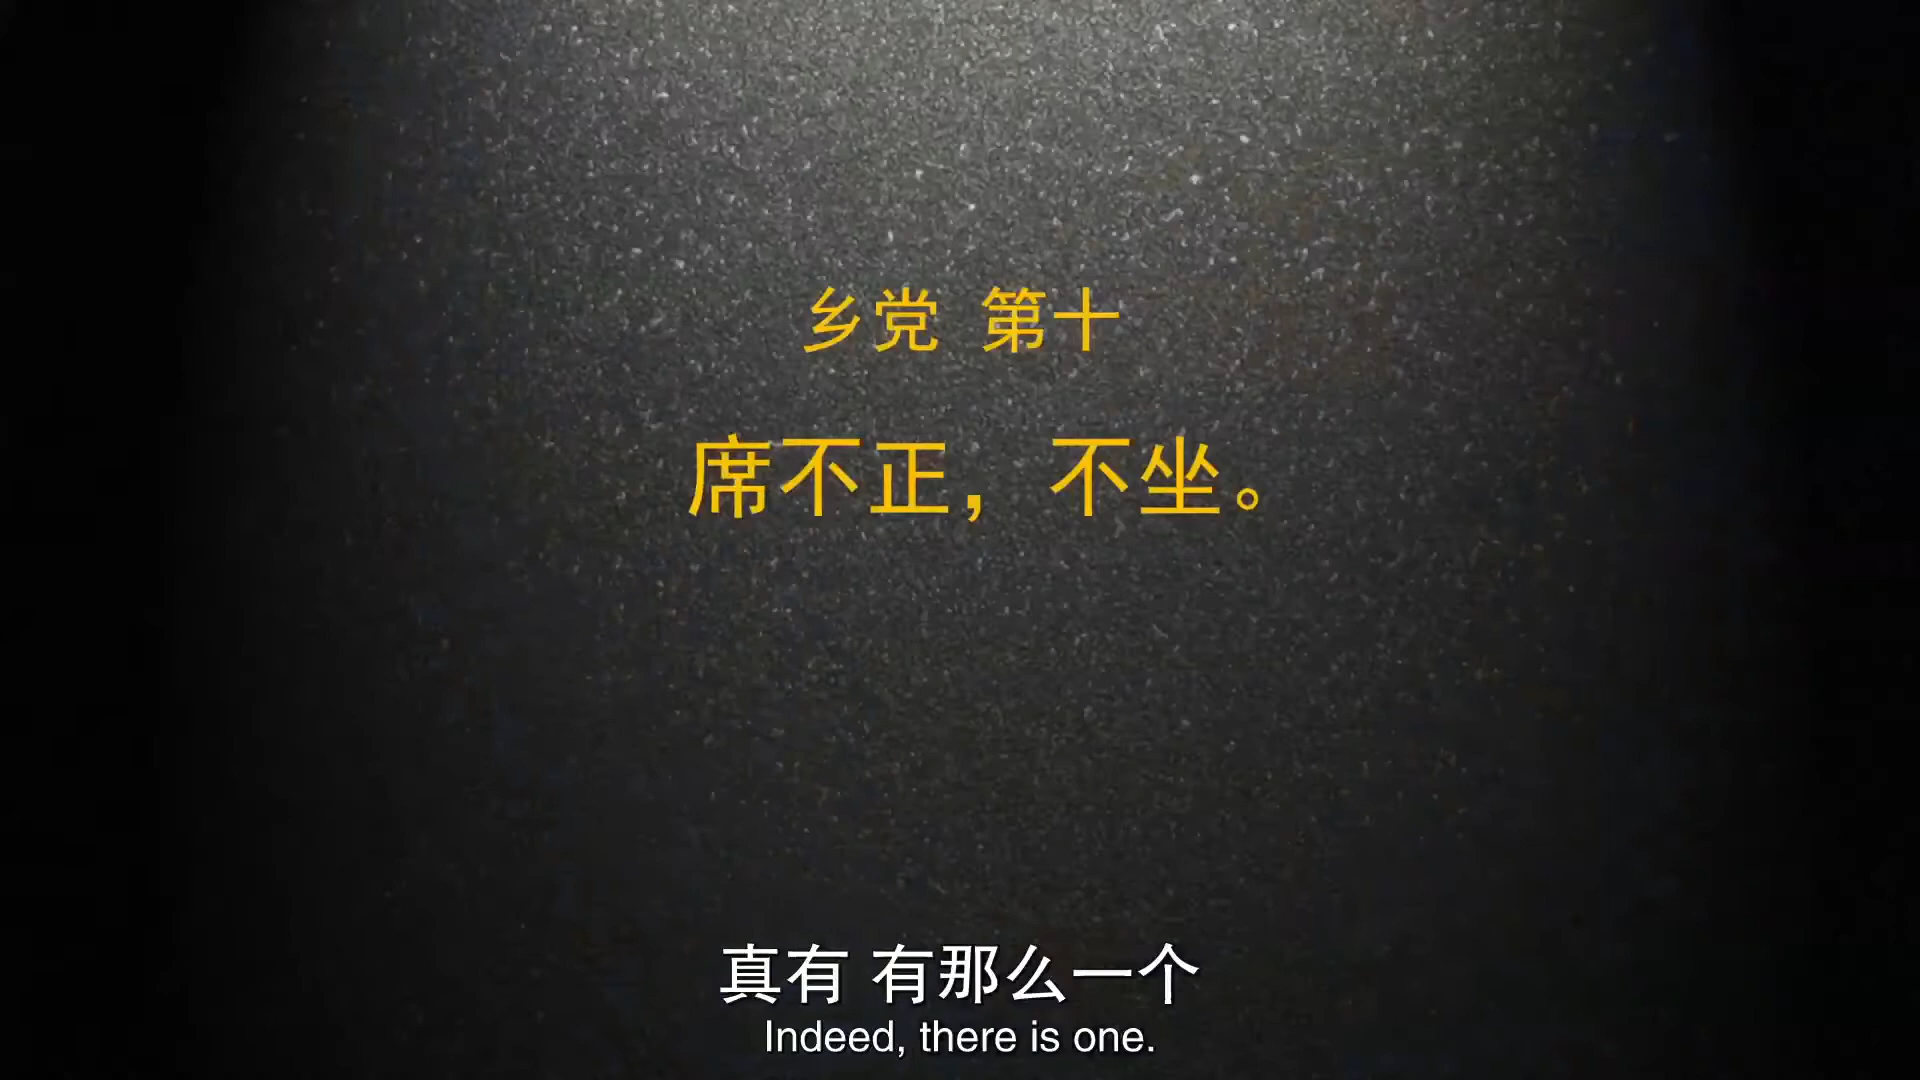 乡党 第十
席不正，不坐。
真有 有那么一个
Indeed, there is one.